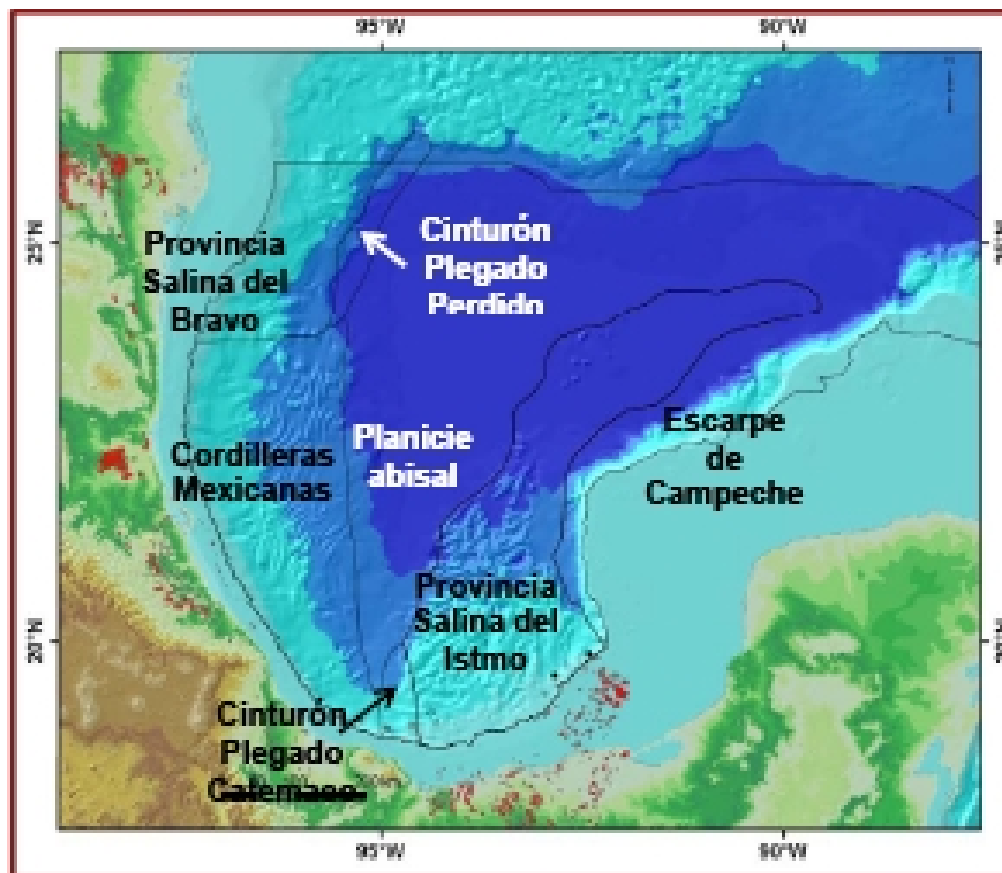 95°W
90°W
25°N
Provincia
Salina del
Bravo
Cinturón
Plegado
Perdido
Cordilleras
Mexicanas
Planicie
abisal
Escarpe
de
Campeche
Provincia
Salina del
Istmo
20°N
Cinturón
Plegado
95°W
90°W